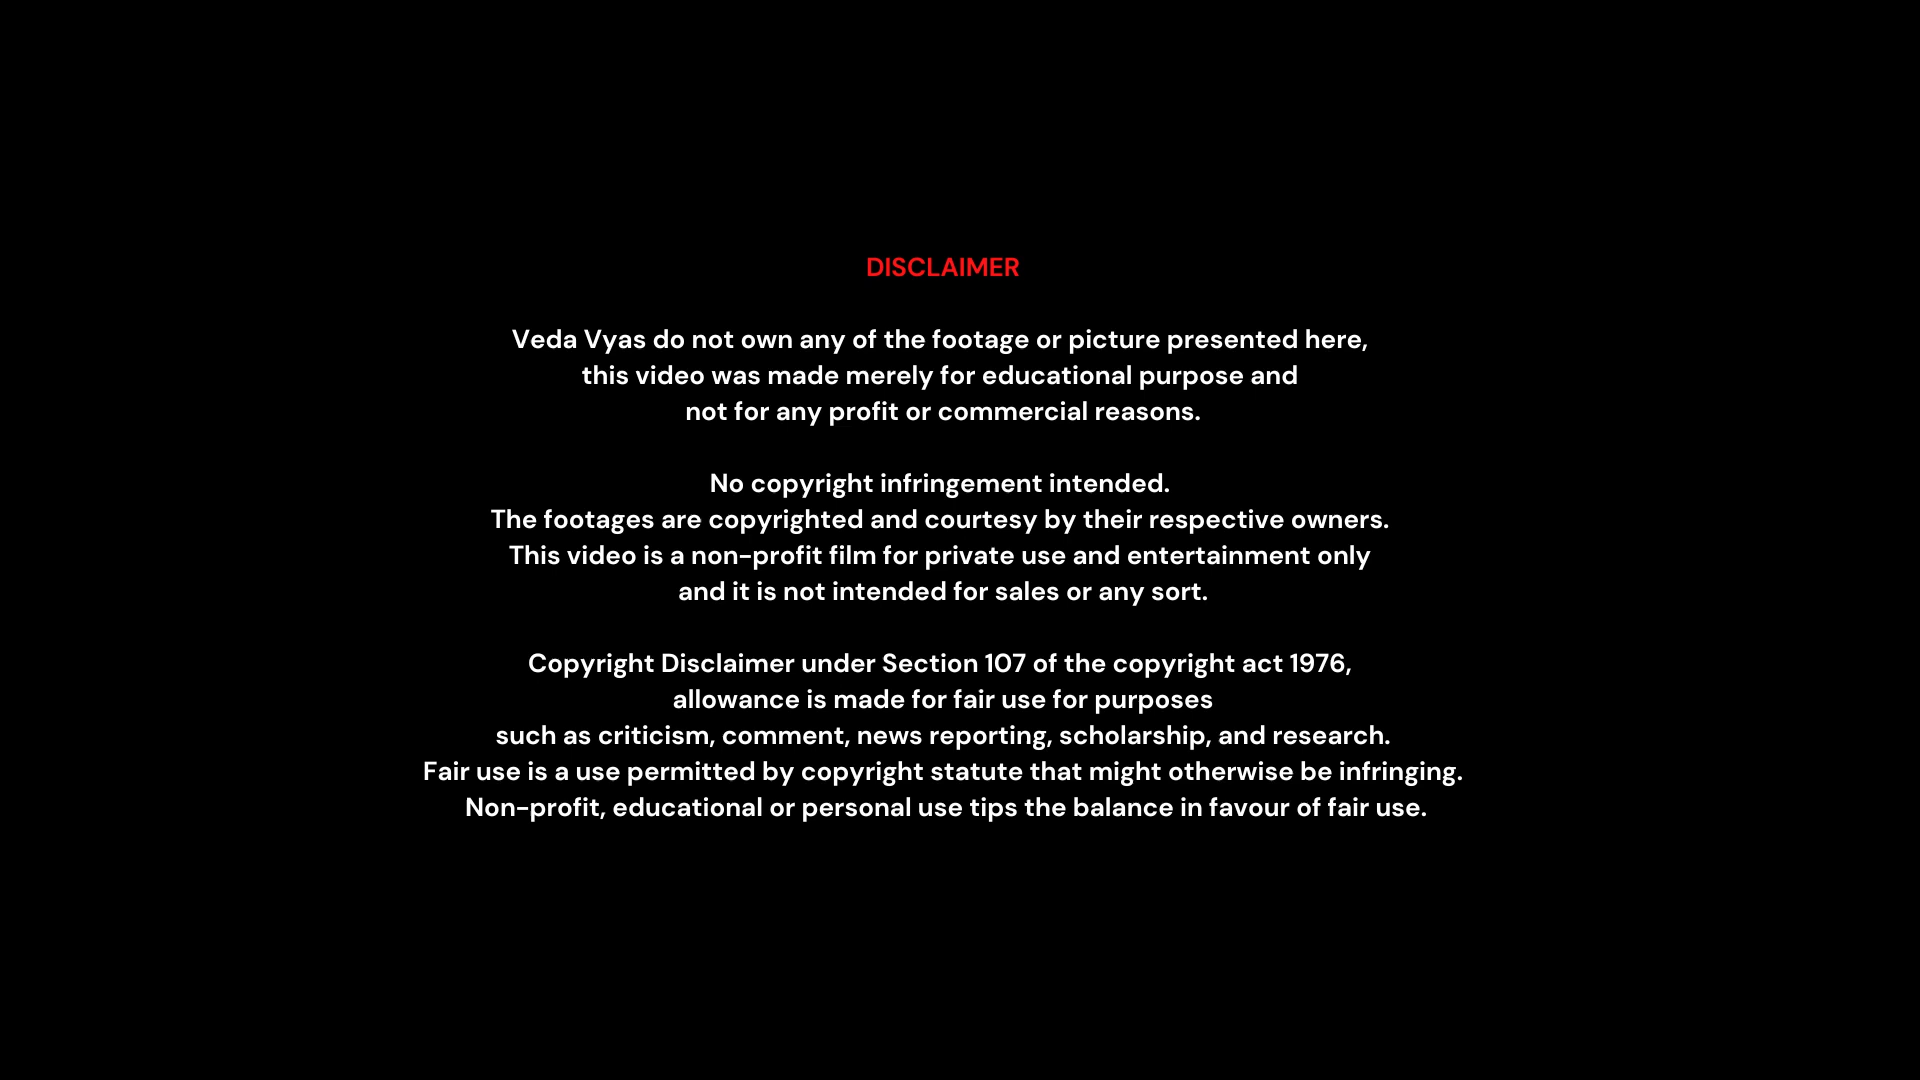 DISCLAIMER
Veda Vyas do not own any of the footage or picture presented here,
this video was made merely for educational purpose and
not for any profit or commercial reasons.
No copyright infringement intended.
The footages are copyrighted and courtesy by their respective owners.
This video is a non-profit film for private use and entertainment only
and it is not intended for sales or any sort.
Copyright Disclaimer under Section 107 of the copyright act 1976,
allowance is made for fair use for purposes
such as criticism, comment, news reporting, scholarship, and research.
Fair use is a use permitted by copyright statute that might otherwise be infringing.
Non-profit, educational or personal use tips the balance in favour of fair use.